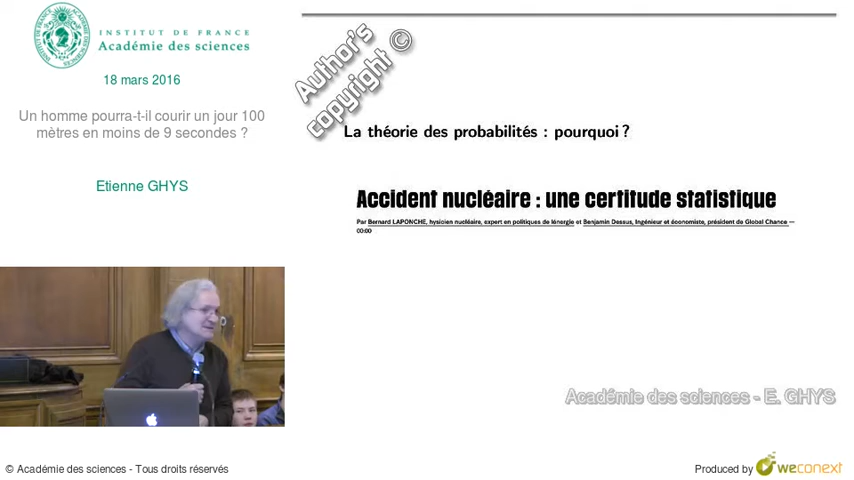 INSTITUT DE FRANCE
Académie des sciences
18 mars 2016
Un homme pourra-t-il courir un jour 100
mètres en moins de 9 secondes ?
Etienne GHYS
Author's
copyright ©
La théorie des probabilités : pourquoi ?
Accident nucléaire : une certitude statistique
Par Bernard LAPONCHE, hysicien nucléaire, expert en politiques de lénergie et Benjamin Dessus, Ingénieur et économiste, président de Global Chance —
00:00
Académie des sciences - E. GHYS
© Académie des sciences - Tous droits réservés
Produced by weconext